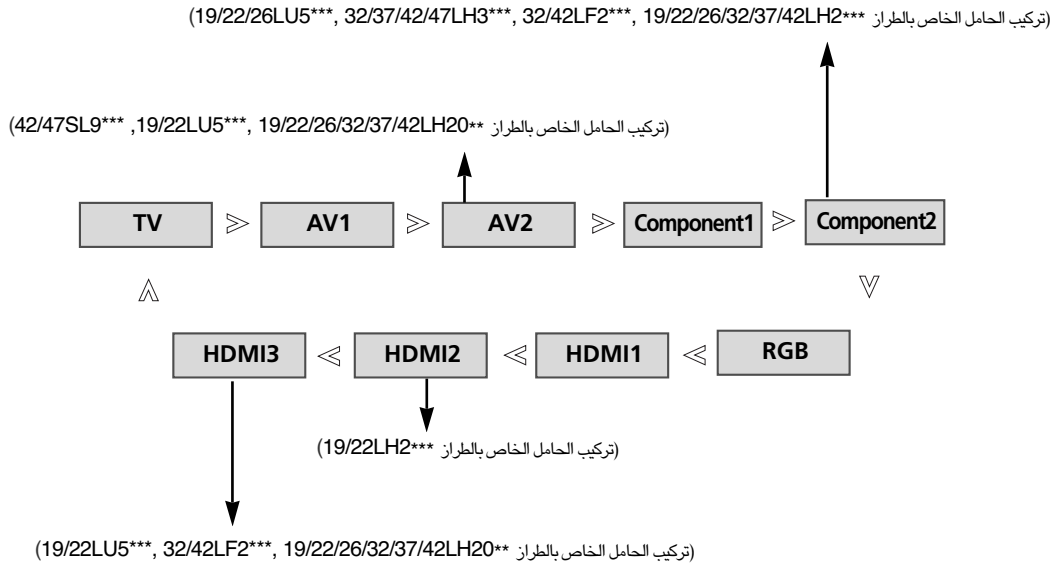 (تركيب الحامل الخاص بالطراز 19/22/26LU5***, 32/37/42/47LH3***, 32/42LF2***, 19/22/26/32/37/42LH2***)
(تركيب الحامل الخاص بالطراز 42/47SL9*** ,19/22LU5***, 19/22/26/32/37/42LH20**)
TV ≫ AV1 ≫ AV2 ≫ Component1 ≫ Component2
HDMI3 ≪ HDMI2 ≪ HDMI1 ≪ RGB
(تركيب الحامل الخاص بالطراز 19/22LH2***)
(تركيب الحامل الخاص بالطراز 19/22LU5***, 32/42LF2***, 19/22/26/32/37/42LH20**)